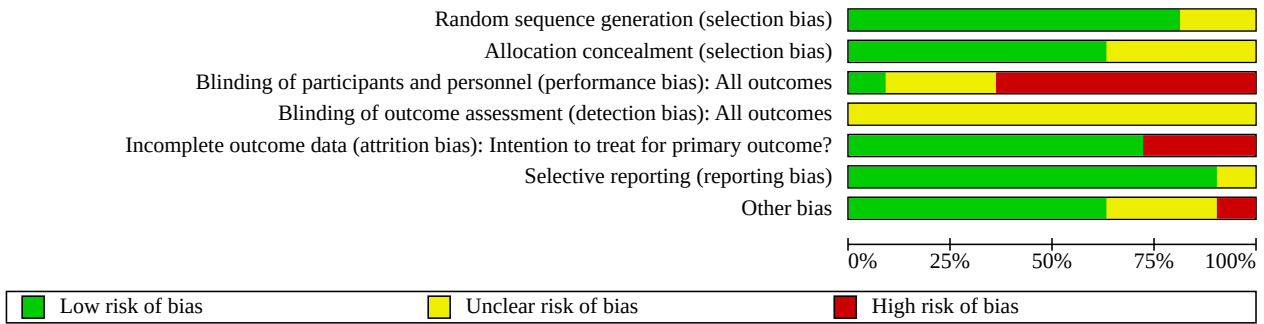 Random sequence generation (selection bias)
Allocation concealment (selection bias)
Blinding of participants and personnel (performance bias): All outcomes
Blinding of outcome assessment (detection bias): All outcomes
Incomplete outcome data (attrition bias): Intention to treat for primary outcome?
Selective reporting (reporting bias)
Other bias
0% 25% 50% 75% 100%
Low risk of bias Unclear risk of bias High risk of bias